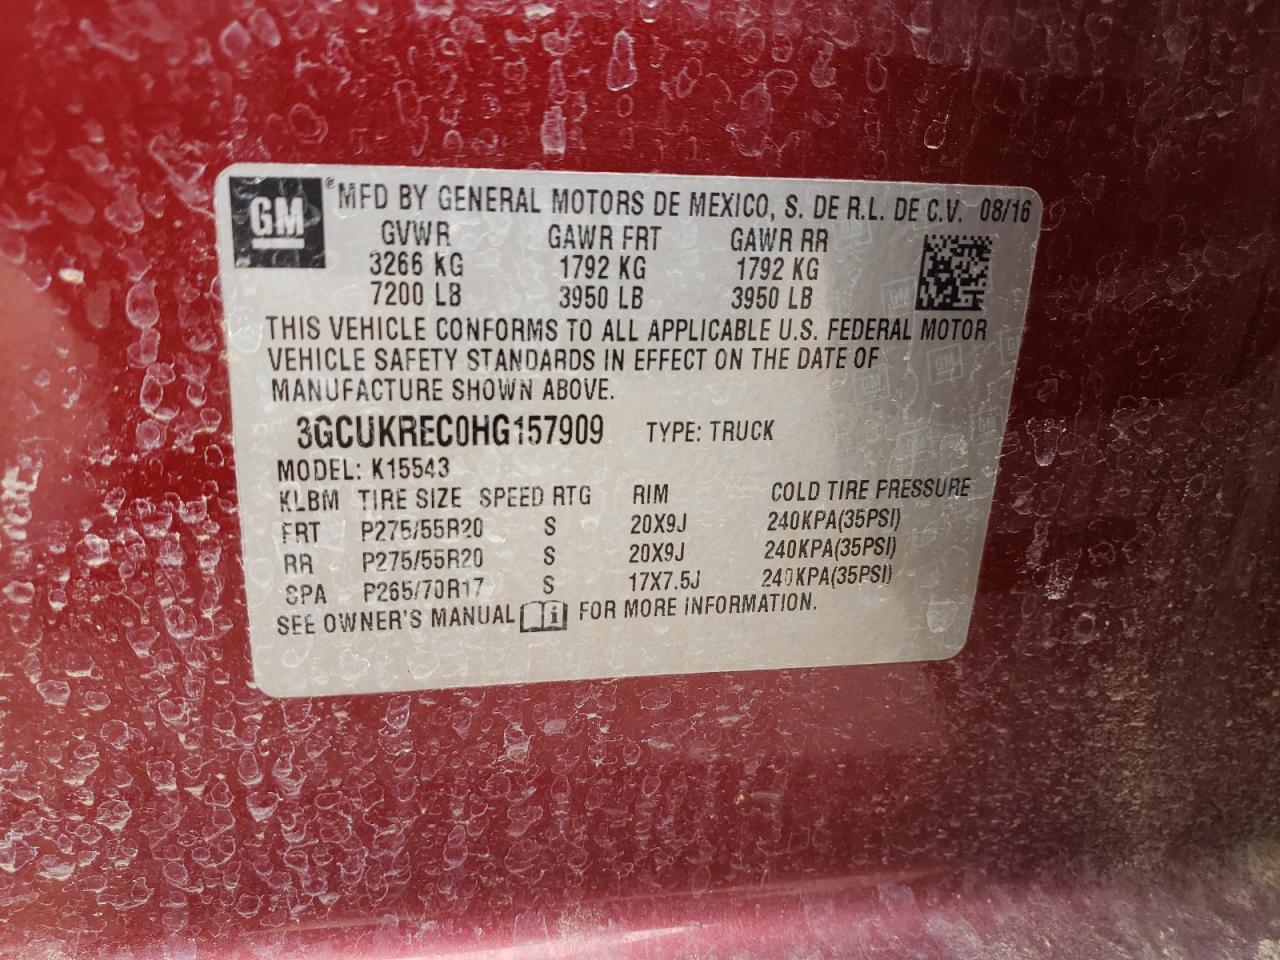 GM ® MFD BY GENERAL MOTORS DE MEXICO, S. DE R.L. DE C.V. 08/16
GVWR GAWR FRT GAWR RR
3266 KG 1792 KG 1792 KG
7200 LB 3950 LB 3950 LB
THIS VEHICLE CONFORMS TO ALL APPLICABLE U.S. FEDERAL MOTOR
VEHICLE SAFETY STANDARDS IN EFFECT ON THE DATE OF
MANUFACTURE SHOWN ABOVE.
3GCUKREC0HG157909 TYPE: TRUCK
MODEL: K15543
KLBM TIRE SIZE SPEED RTG RIM COLD TIRE PRESSURE
FRT P275/55R20 S 20X9J 240KPA(35PSI)
RR P275/55R20 S 20X9J 240KPA(35PSI)
SPA P265/70R17 S 17X7.5J 240KPA(35PSI)
SEE OWNER'S MANUAL FOR MORE INFORMATION.